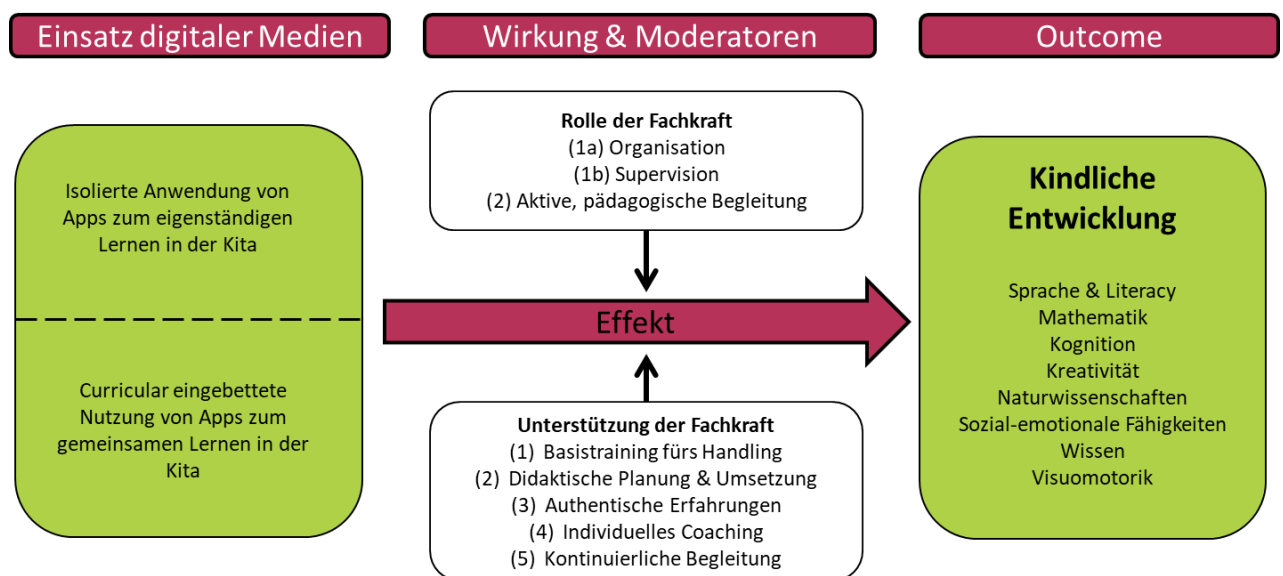 Einsatz digitaler Medien
Wirkung & Moderatoren
Outcome
Isolierte Anwendung von
Apps zum eigenständigen
Lernen in der Kita
Curricular eingebettete
Nutzung von Apps zum
gemeinsamen Lernen in der
Kita
Rolle der Fachkraft
(1a) Organisation
(1b) Supervision
(2) Aktive, pädagogische Begleitung
Effekt
Unterstützung der Fachkraft
(1) Basistraining fürs Handling
(2) Didaktische Planung & Umsetzung
(3) Authentische Erfahrungen
(4) Individuelles Coaching
(5) Kontinuierliche Begleitung
Kindliche
Entwicklung
Sprache & Literacy
Mathematik
Kognition
Kreativität
Naturwissenschaften
Sozial-emotionale Fähigkeiten
Wissen
Visuomotorik